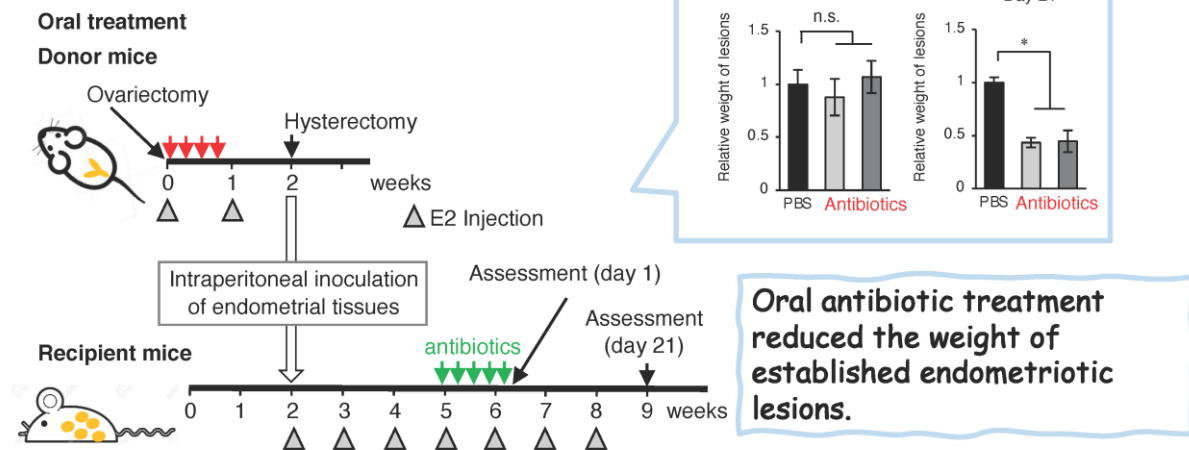 Oral treatment
Donor mice
Ovariectomy
Hysterectomy
0 1 2 weeks
E2 Injection
Intraperitoneal inoculation
of endometrial tissues
Recipient mice
antibiotics
Assessment (day 1)
Assessment
(day 21)
0 1 2 3 4 5 6 7 8 9 weeks
Relative weight of lesions
1.5
1
0.5
0
n.s.
PBS Antibiotics
Relative weight of lesions
1.5
1
0.5
0
*
PBS Antibiotics
Oral antibiotic treatment
reduced the weight of
established endometriotic
lesions.